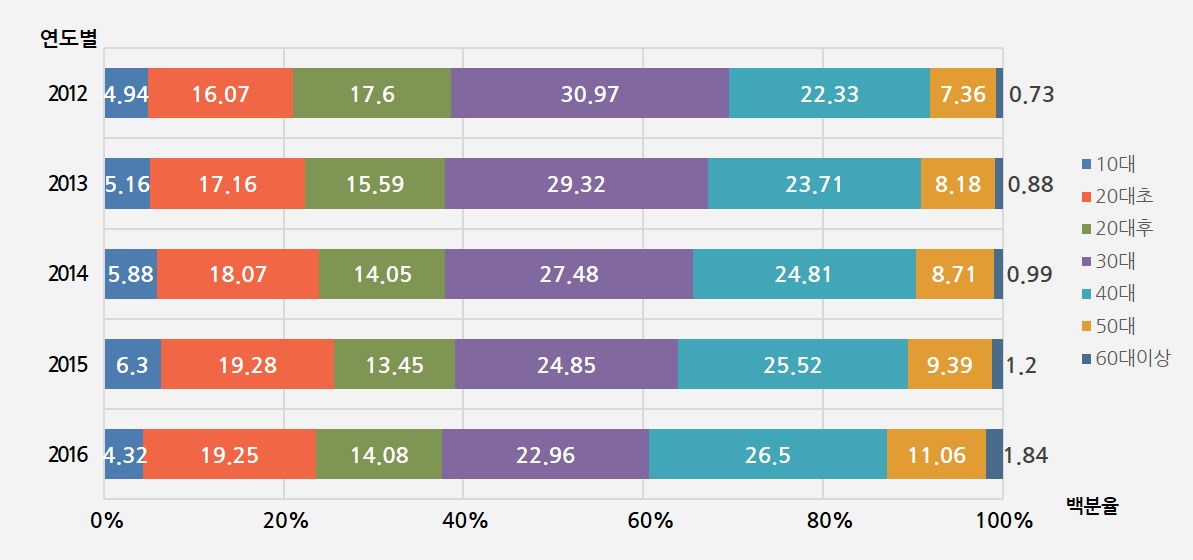 연도별
2012 4.94 16.07 17.6 30.97 22.33 7.36 0.73
2013 5.16 17.16 15.59 29.32 23.71 8.18 0.88
2014 5.88 18.07 14.05 27.48 24.81 8.71 0.99
2015 6.3 19.28 13.45 24.85 25.52 9.39 1.2
2016 4.32 19.25 14.08 22.96 26.5 11.06 1.84
0% 20% 40% 60% 80% 100%
백분율
10대
20대초
20대후
30대
40대
50대
60대이상